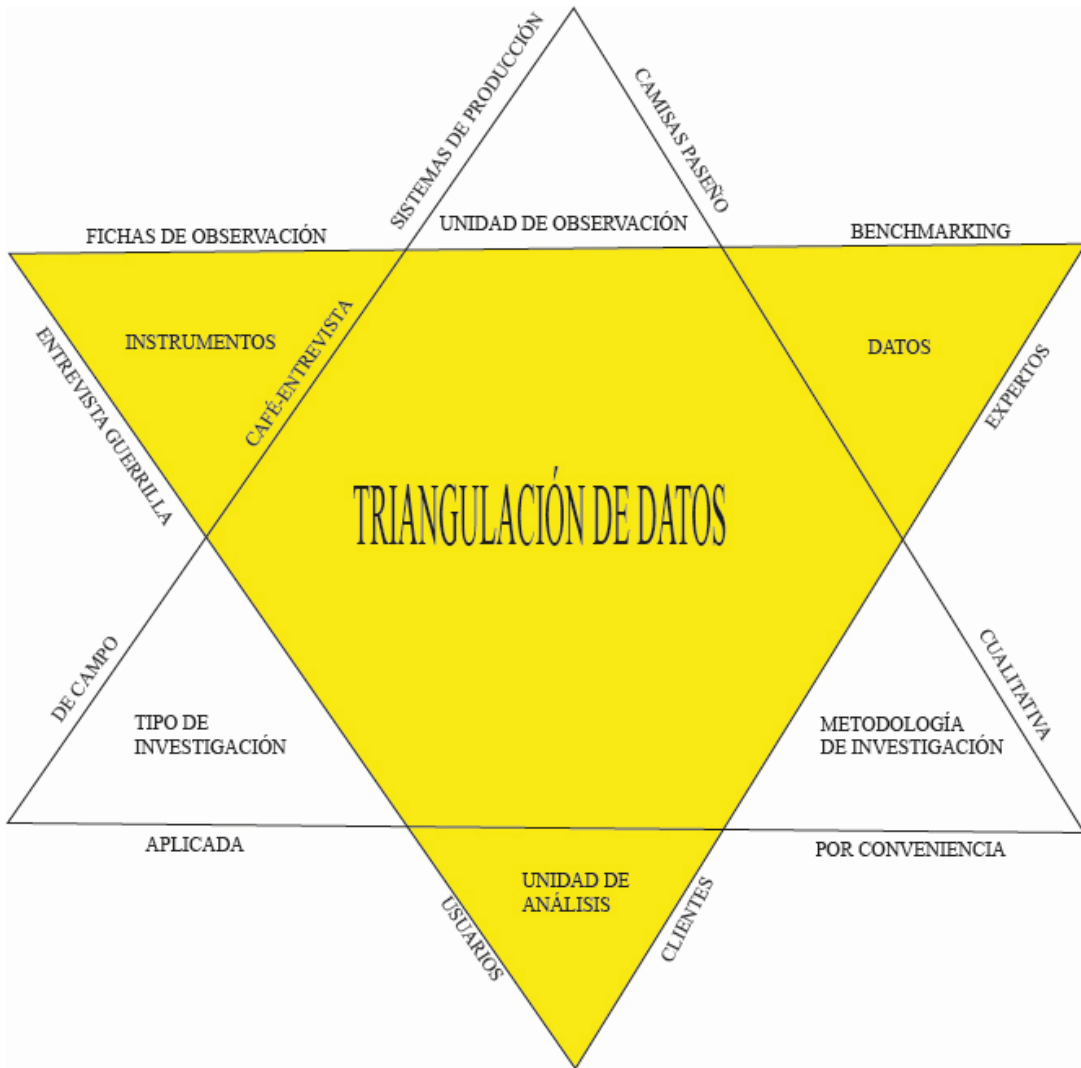 SISTEMAS DE PRODUCCIÓN
CAMISAS PASEÑO
UNIDAD DE OBSERVACIÓN
FICHAS DE OBSERVACIÓN
BENCHMARKING
INSTRUMENTOS
CAFÉ-ENTREVISTA
ENTREVISTA GUERRILLA
DATOS
EXPERTOS
TRIANGULACIÓN DE DATOS
DE CAMPO
TIPO DE
INVESTIGACIÓN
APLICADA
METODOLOGÍA
DE INVESTIGACIÓN
CUALITATIVA
POR CONVENIENCIA
UNIDAD DE
ANÁLISIS
USUARIOS
CLIENTES